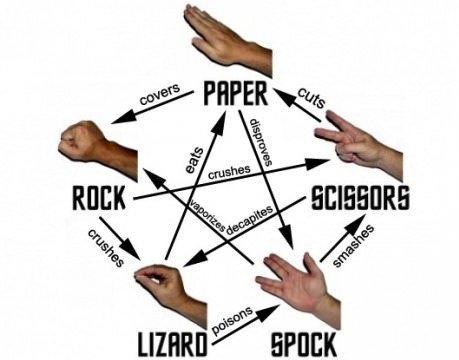 covers
PAPER
cuts
eats
disproves
crushes
ROCK
SCISSORS
vaporizes
decapites
crushes
smashes
poisons
LIZARD
SPOCK